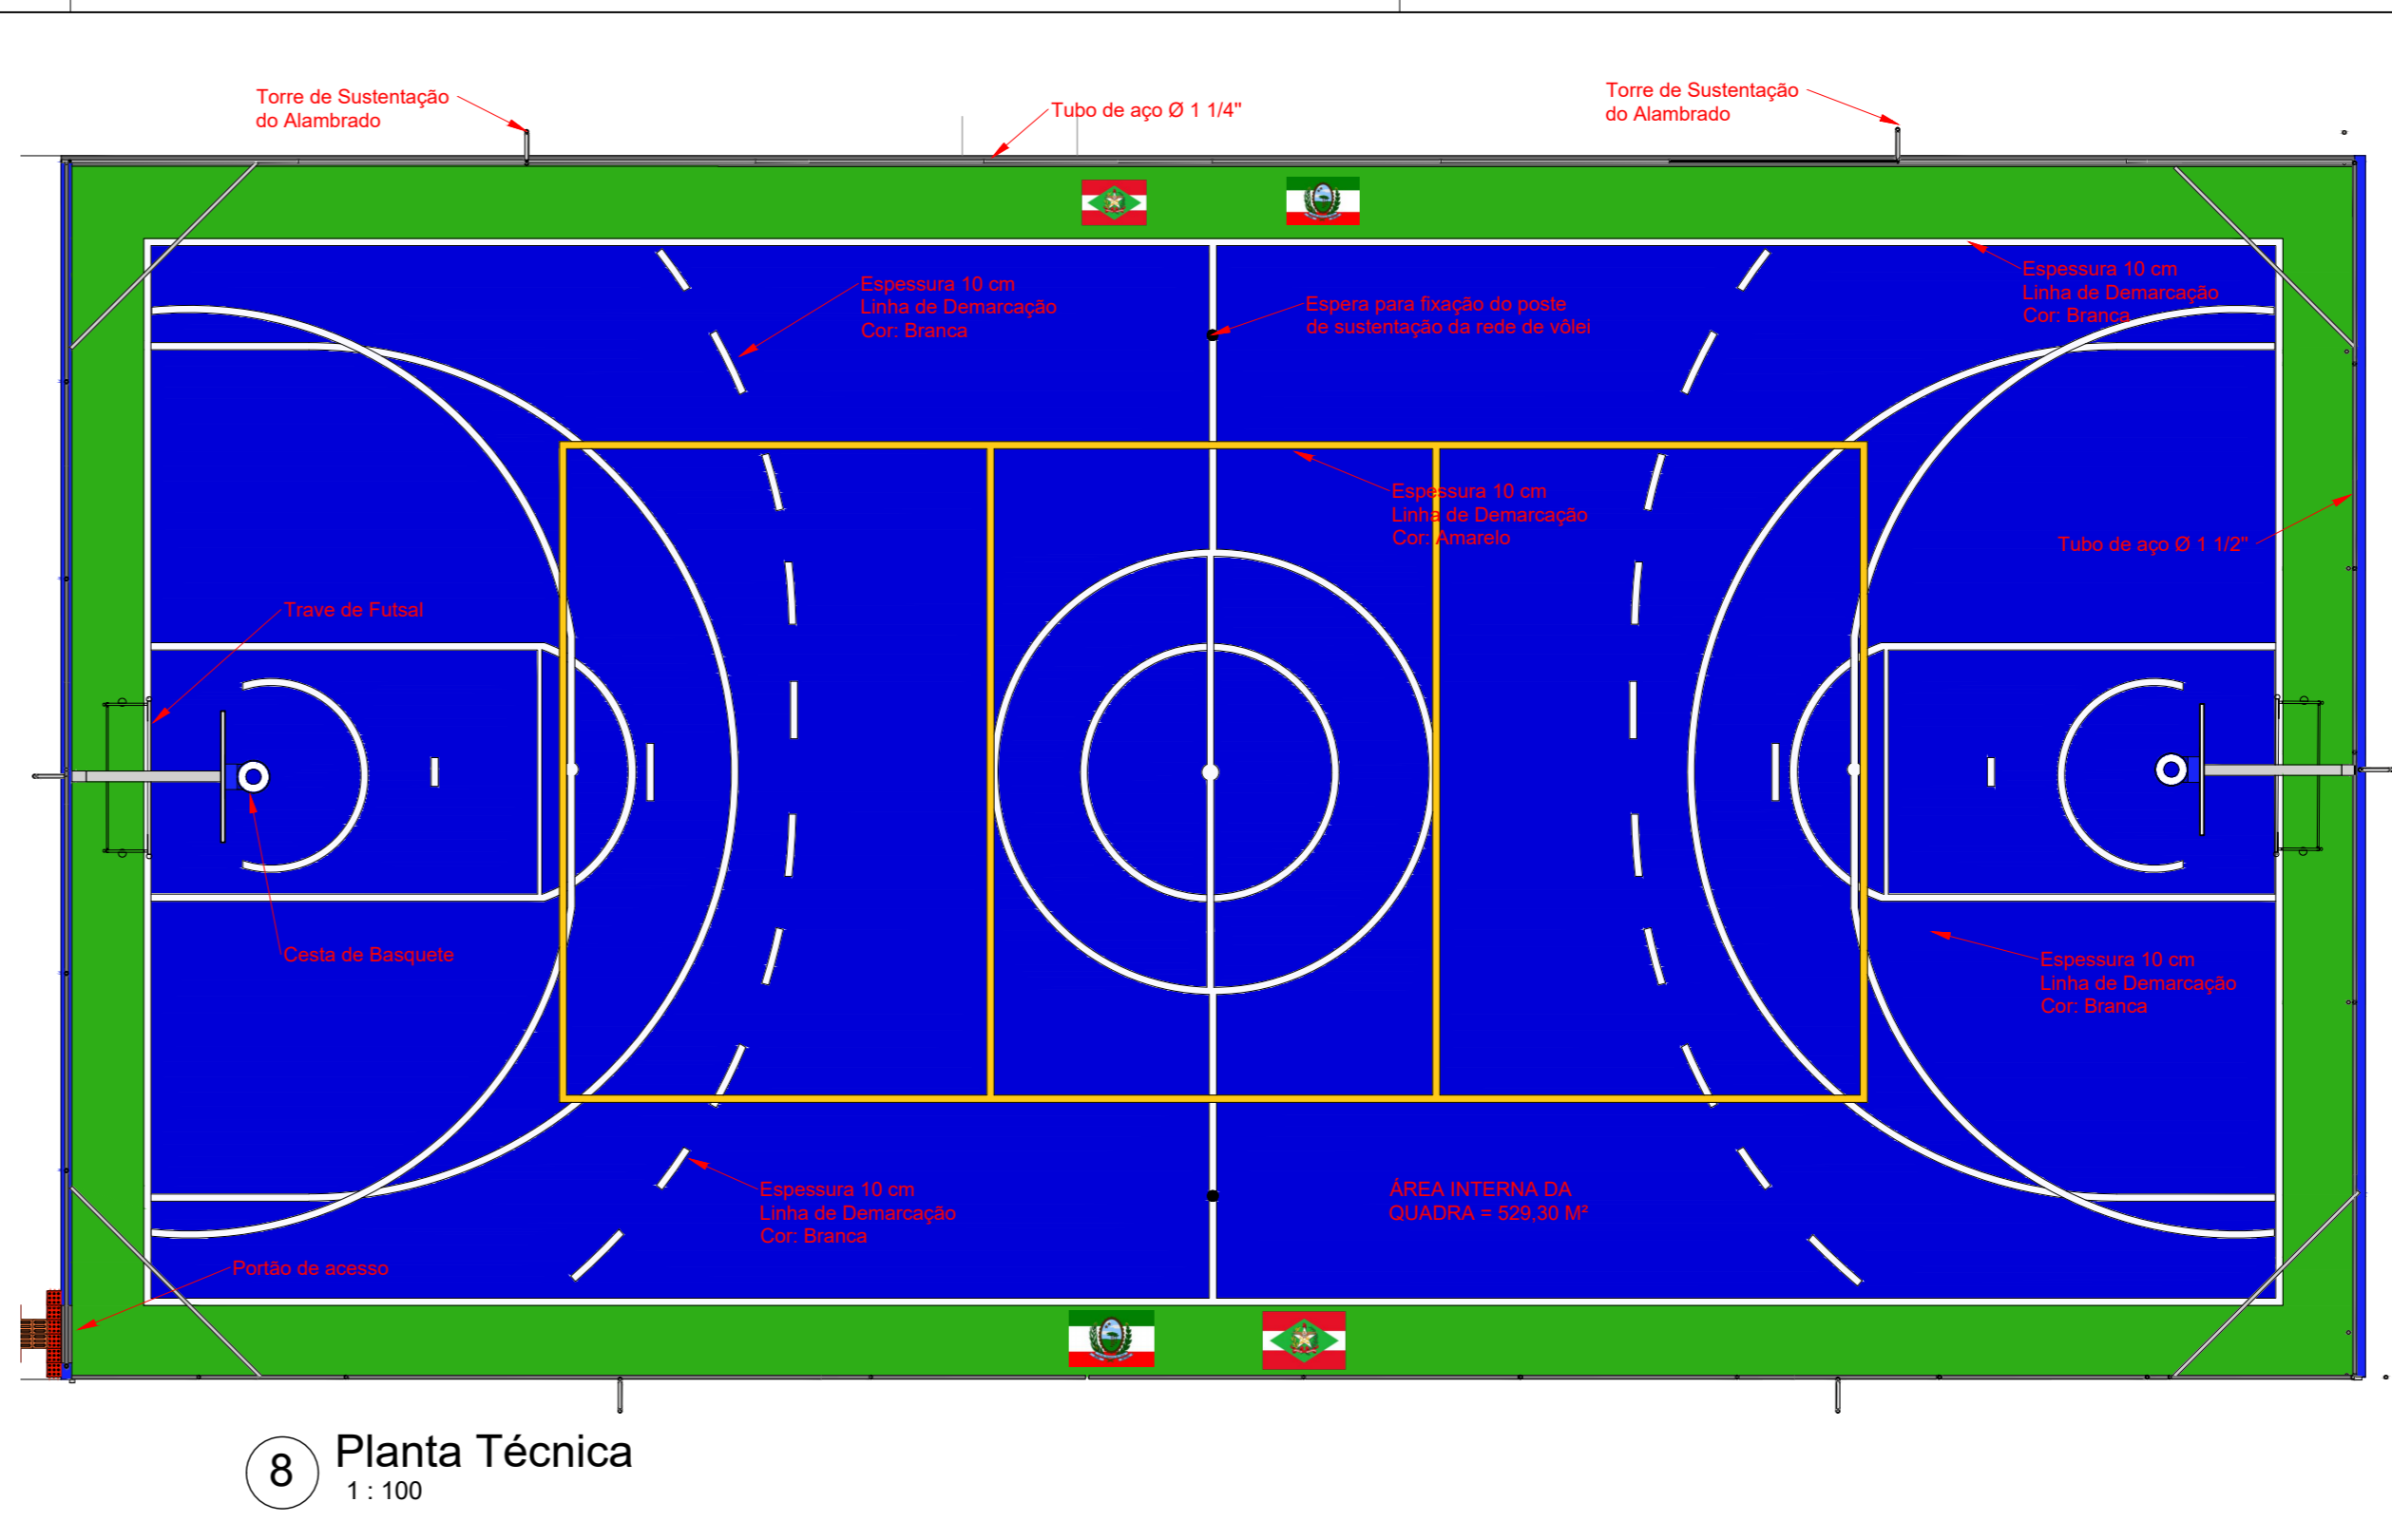 Torre de Sustentação
do Alambrado
Tubo de aço Ø 1 1/4"
Torre de Sustentação
do Alambrado
Espessura 10 cm
Linha de Demarcação
Cor: Branca
Espera para fixação do poste
de sustentação da rede de vôlei
Espessura 10 cm
Linha de Demarcação
Cor: Branca
Espessura 10 cm
Linha de Demarcação
Cor: Amarelo
Tubo de aço Ø 1 1/2"
Trave de Futsal
Cesta de Basquete
Espessura 10 cm
Linha de Demarcação
Cor: Branca
Espessura 10 cm
Linha de Demarcação
Cor: Branca
ÁREA INTERNA DA
QUADRA = 529,30 M²
Portão de acesso
8
Planta Técnica
1 : 100